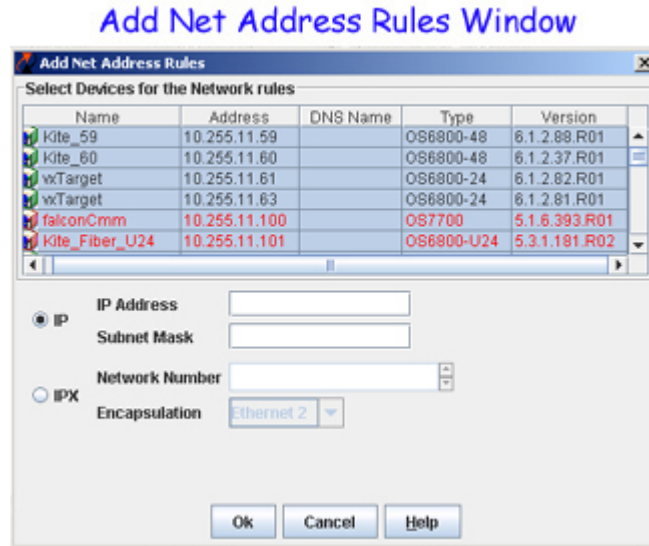 Add Net Address Rules Window
Add Net Address Rules
Select Devices for the Network rules
Name Address DNS Name Type Version
Kite_59 10.255.11.59 OS6800-48 6.1.2.88.R01
Kite_60 10.255.11.60 OS6800-48 6.1.2.37.R01
vxTarget 10.255.11.61 OS6800-24 6.1.2.82.R01
vxTarget 10.255.11.63 OS6800-24 6.1.2.81.R01
falconCmm 10.255.11.100 OS7700 5.1.6.393.R01
Kite_Fiber_U24 10.255.11.101 OS6800-U24 5.3.1.181.R02
IP
IP Address
Subnet Mask
IPX
Network Number
Encapsulation Ethernet 2
Ok Cancel Help